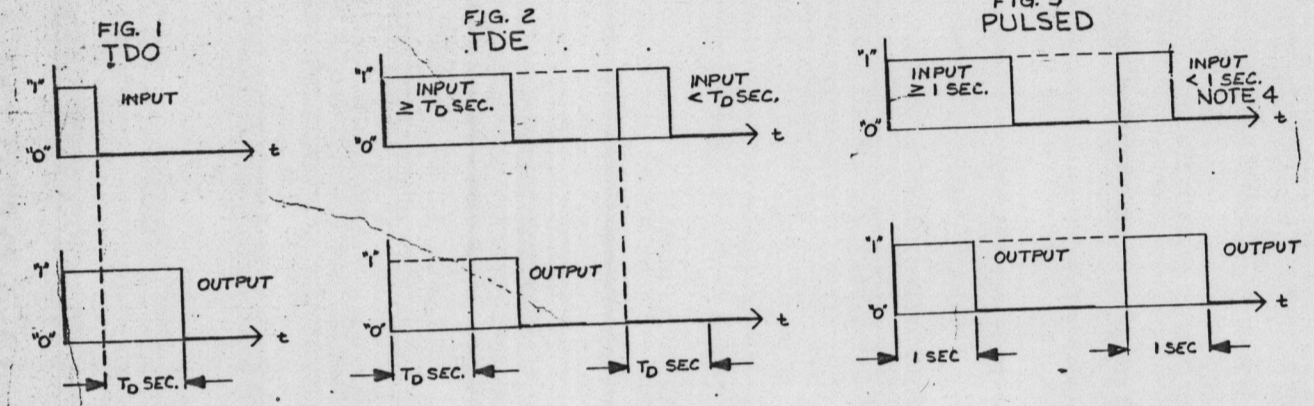 FIG. 1
TDO
"1"
INPUT
"0"
t
"1"
OUTPUT
"0"
t
TD SEC.
FIG. 2
TDE
"1"
INPUT
≥ TD SEC.
INPUT
< TD SEC.
"0"
t
"1"
OUTPUT
"0"
t
TD SEC.
TD SEC
PULSED
"1"
INPUT
≥ 1 SEC.
INPUT
< 1 SEC.
NOTE 4
"0"
t
"1"
OUTPUT
OUTPUT
"0"
t
1 SEC
1 SEC